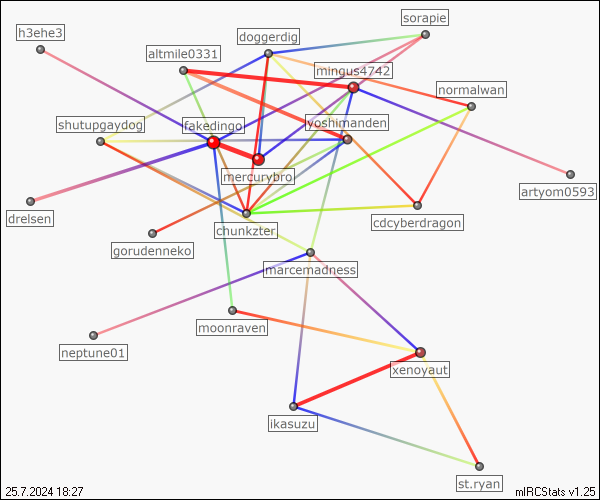 sorapie
h3ehe3
doggerdig
altmile0331
mingus4742
normalwan
shutupgaydog
fakedingo
yoshimanden
mercurybro
artyom0593
drelsen
cdcyberdragon
chunkzter
gorudenneko
marcemadness
moonraven
neptune01
xenoyaut
ikasuzu
st.ryan
25.7.2024 18:27
mIRCStats v1.25